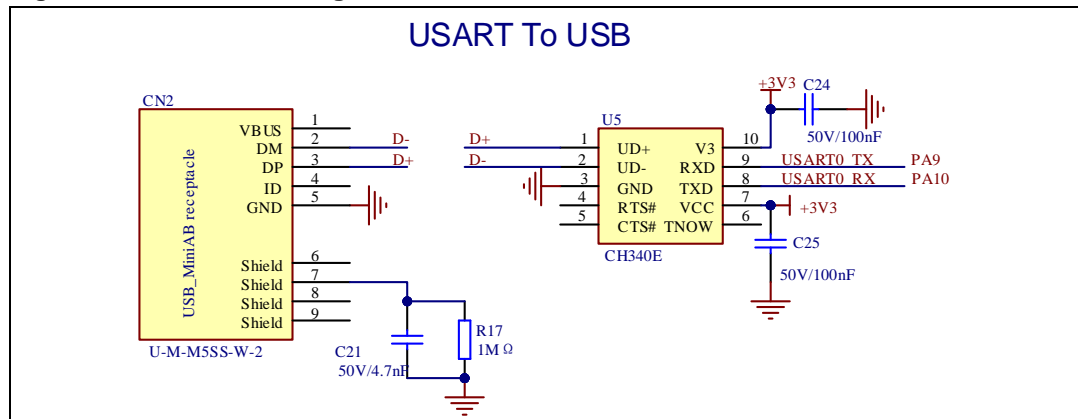 USART To USB
CN2
USB_MiniAB receptacle
VBUS 1
DM 2 D-
DP 3 D+
ID 4
GND 5
Shield 6
Shield 7
Shield 8
Shield 9
U-M-M5SS-W-2
C21
50V/4.7nF
R17
1MΩ
U5
D+ 1 UD+ V3 10
D- 2 UD- RXD 9 USART0_TX PA9
3 GND TXD 8 USART0_RX PA10
4 RTS# VCC 7 +3V3
5 CTS# TNOW 6
CH340E
+3V3
C24
50V/100nF
C25
50V/100nF